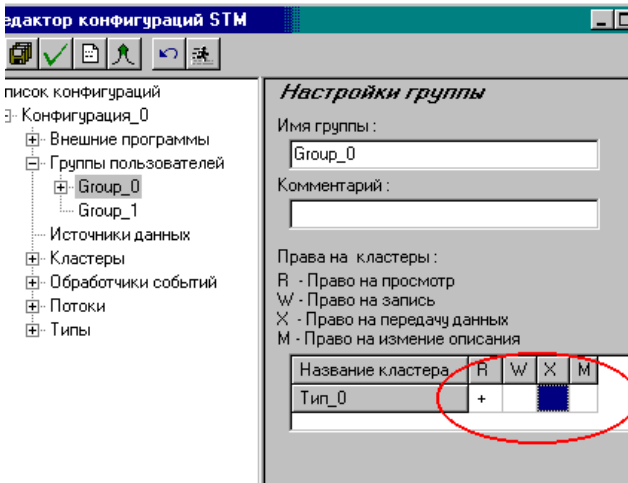 едактор конфигураций STM
писок конфигураций
Конфигурация_0
Внешние программы
Группы пользователей
Group_0
Group_1
Источники данных
Кластеры
Обработчики событий
Потоки
Типы
Настройки группы
Имя группы :
Group_0
Комментарий :
Права на кластеры :
R - Право на просмотр
W - Право на запись
X - Право на передачу данных
M - Право на измение описания
Название кластера R W X M
Тип_0 +